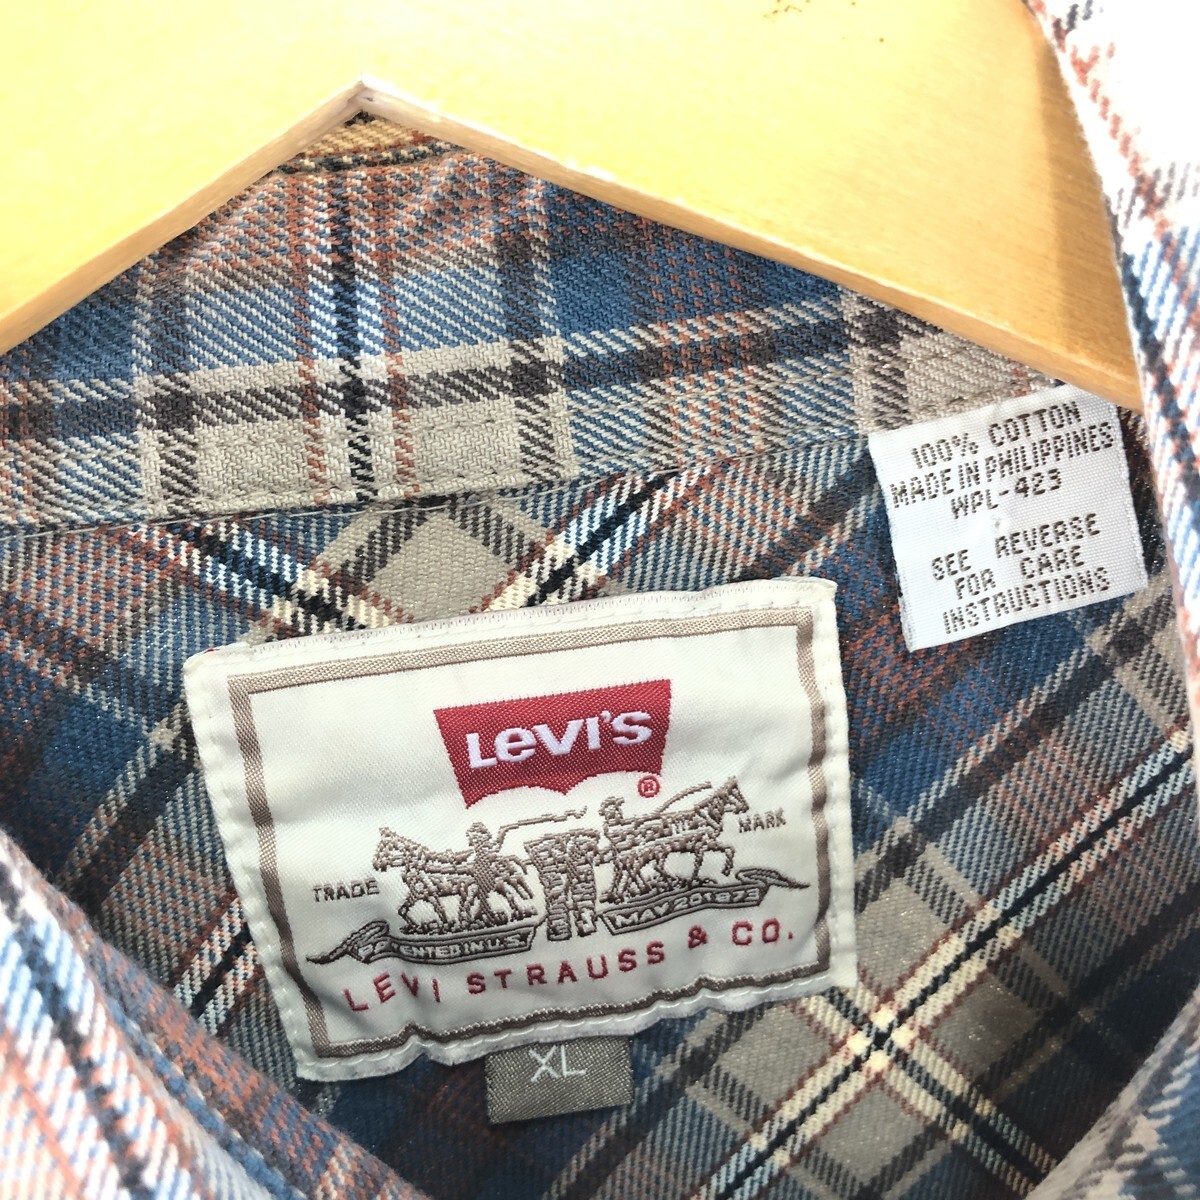 100% COTTON
MADE IN PHILIPPINES
WPL-423
SEE REVERSE
FOR CARE
INSTRUCTIONS
Levi's
®
TRADE MARK
PATENTED IN U.S. MAY 20 1873
LEVI STRAUSS & CO.
XL